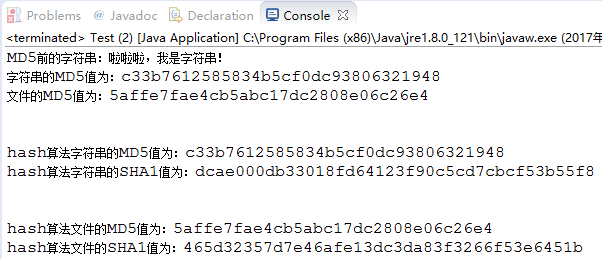 Problems @ Javadoc Declaration Console
<terminated> Test (2) [Java Application] C:\Program Files (x86)\Java\jre1.8.0_121\bin\javaw.exe (2017年
MD5前的字符串：啦啦啦，我是字符串！
字符串的MD5值为：c33b7612585834b5cf0dc93806321948
文件的MD5值为：5affe7fae4cb5abc17dc2808e06c26e4
hash算法字符串的MD5值为：c33b7612585834b5cf0dc93806321948
hash算法字符串的SHA1值为：dcae000db33018fd64123f90c5cd7cbcf53b55f8
hash算法文件的MD5值为：5affe7fae4cb5abc17dc2808e06c26e4
hash算法文件的SHA1值为：465d32357d7e46afe13dc3da83f3266f53e6451b